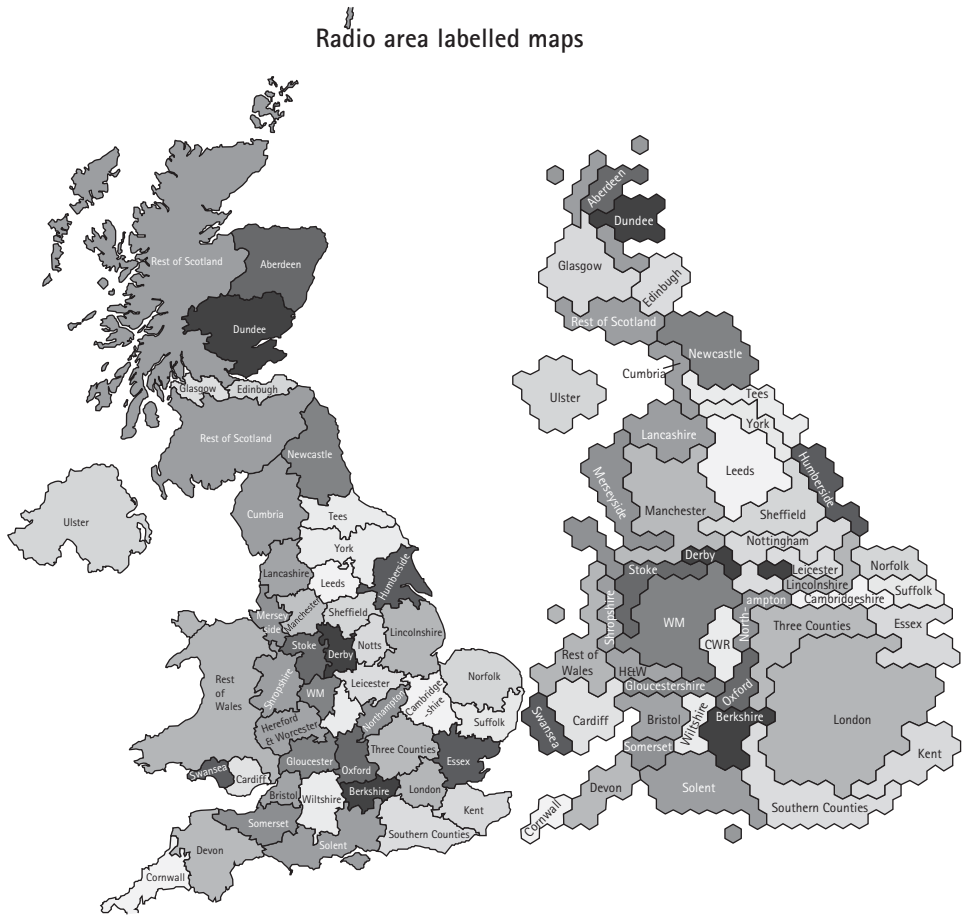 Radio area labelled maps
Rest of Scotland
Aberdeen
Dundee
Glasgow
Edinbugh
Rest of Scotland
Newcastle
Ulster
Cumbria
Tees
York
Lancashire
Leeds
Humberside
Mersey
side
Manchester
Sheffield
Lincolnshire
Stoke
Derby
Notts
Rest
of
Wales
Shropshire
WM
Leicester
Northampton
Cambridge
-shire
Norfolk
Suffolk
Hereford
& Worcester
Gloucester
Oxford
Three Counties
Essex
Swansea
Cardiff
Bristol
Wiltshire
Berkshire
London
Kent
Somerset
Solent
Southern Counties
Devon
Cornwall
Aberdeen
Dundee
Glasgow
Edinbugh
Rest of Scotland
Newcastle
Cumbria
Ulster
Tees
York
Lancashire
Leeds
Humberside
Merseyside
Manchester
Sheffield
Nottingham
Derby
Stoke
Leicester
Norfolk
Lincolnshire
Suffolk
Shropshire
WM
North-
ampton
Cambridgeshire
Three Counties
Essex
CWR
Rest of
Wales
H&W
Gloucestershire
Oxford
Swansea
Cardiff
Bristol
Wiltshire
Berkshire
London
Somerset
Kent
Devon
Solent
Southern Counties
Cornwall